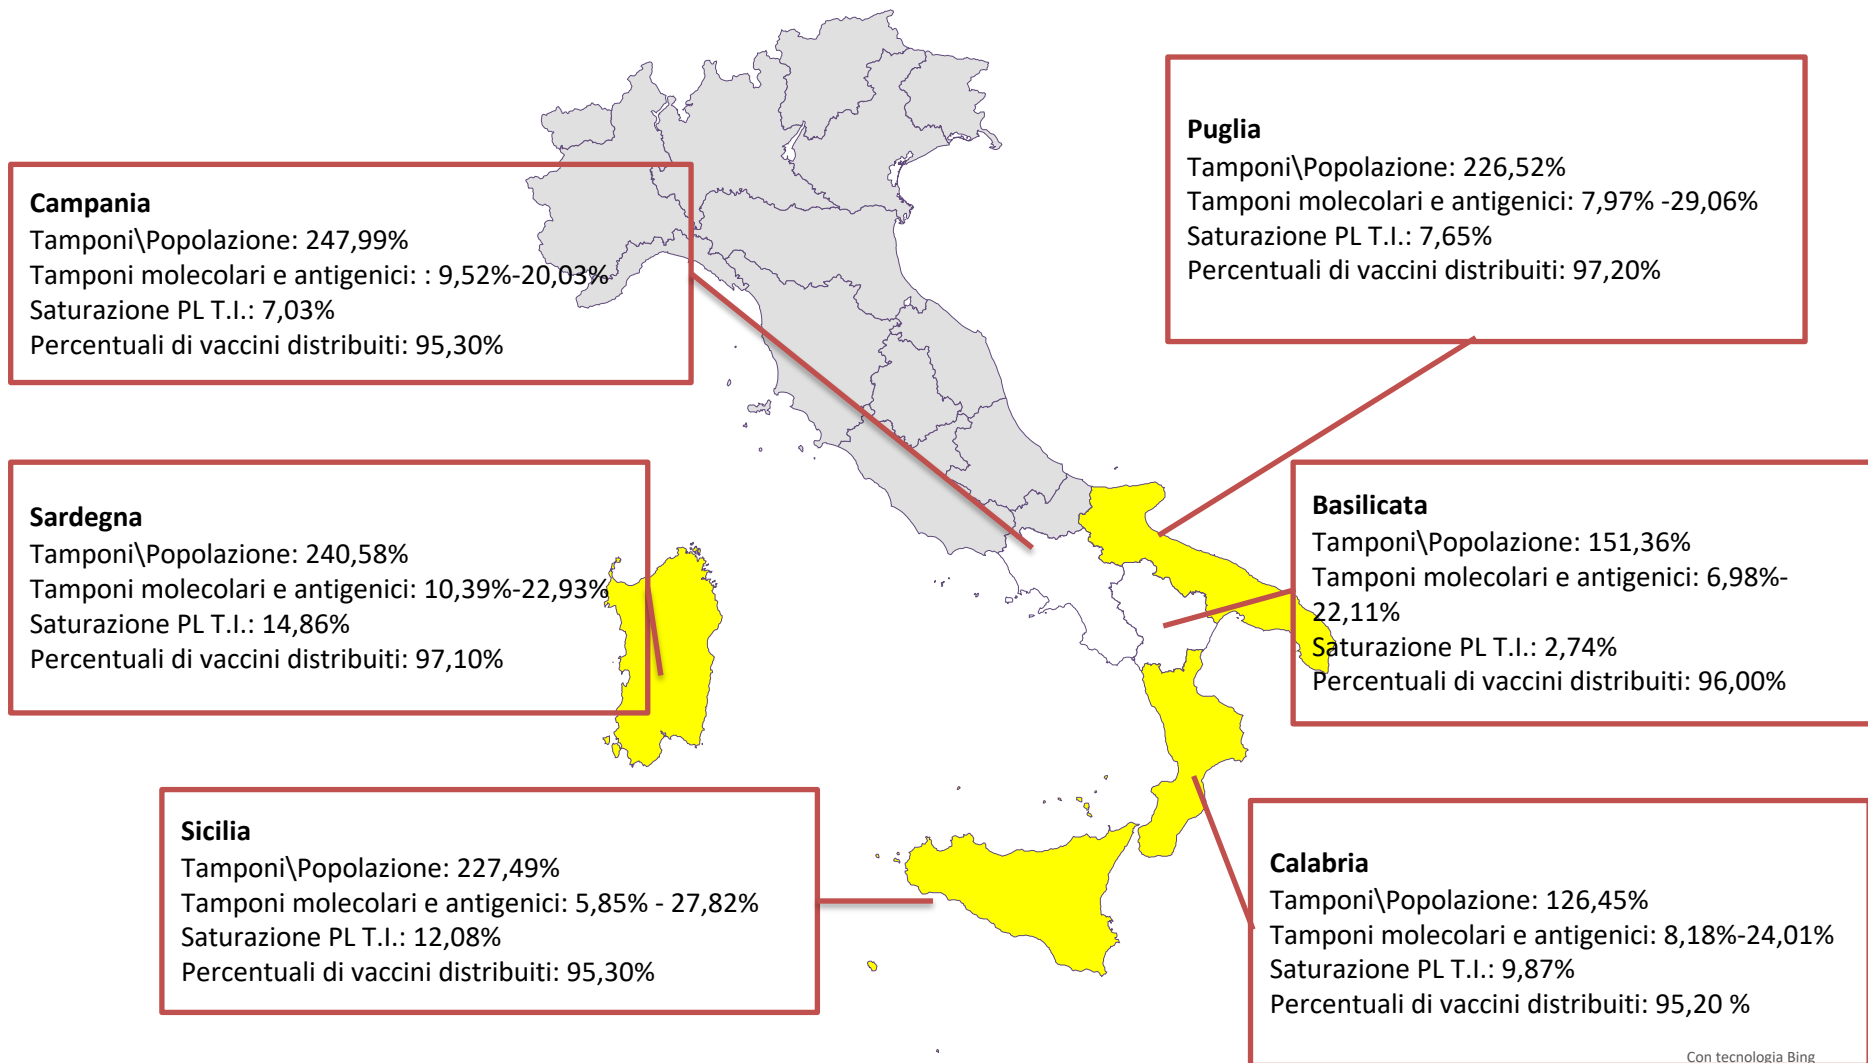 Puglia
Tamponi\Popolazione: 226,52%
Tamponi molecolari e antigenici: 7,97% -29,06%
Saturazione PL T.I.: 7,65%
Percentuali di vaccini distribuiti: 97,20%
Campania
Tamponi\Popolazione: 247,99%
Tamponi molecolari e antigenici: : 9,52%-20,03%
Saturazione PL T.I.: 7,03%
Percentuali di vaccini distribuiti: 95,30%
Sardegna
Tamponi\Popolazione: 240,58%
Tamponi molecolari e antigenici: 10,39%-22,93%
Saturazione PL T.I.: 14,86%
Percentuali di vaccini distribuiti: 97,10%
Basilicata
Tamponi\Popolazione: 151,36%
Tamponi molecolari e antigenici: 6,98%-
22,11%
Saturazione PL T.I.: 2,74%
Percentuali di vaccini distribuiti: 96,00%
Sicilia
Tamponi\Popolazione: 227,49%
Tamponi molecolari e antigenici: 5,85% - 27,82%
Saturazione PL T.I.: 12,08%
Percentuali di vaccini distribuiti: 95,30%
Calabria
Tamponi\Popolazione: 126,45%
Tamponi molecolari e antigenici: 8,18%-24,01%
Saturazione PL T.I.: 9,87%
Percentuali di vaccini distribuiti: 95,20 %
Con tecnologia Bing